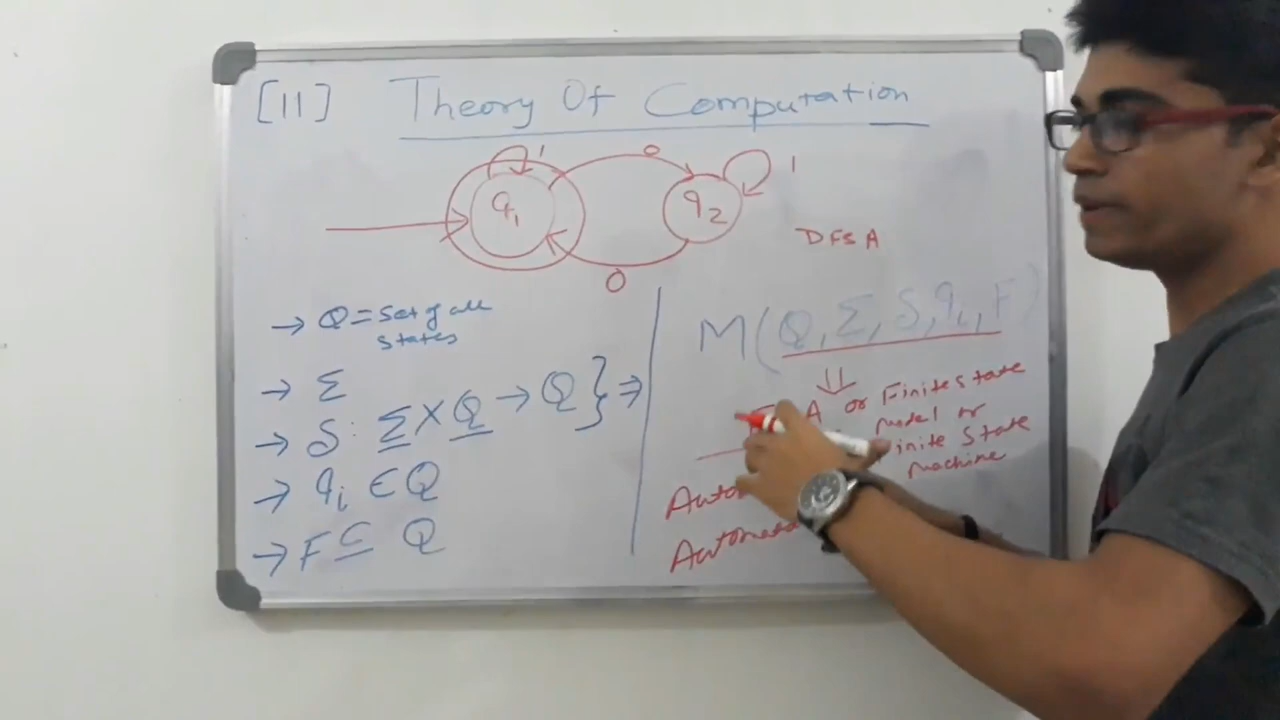 [11] Theory Of Computation
1
0
1
q₁
q₂
DFSA
0
→ Q = Set of all
states
→ Σ
→ δ: Σ × Q → Q } ⇒
→ qᵢ ∈ Q
→ F ⊆ Q
M(Q, Σ, δ, qᵢ, F)
⇓
A or Finite state
model or
inite State
machine